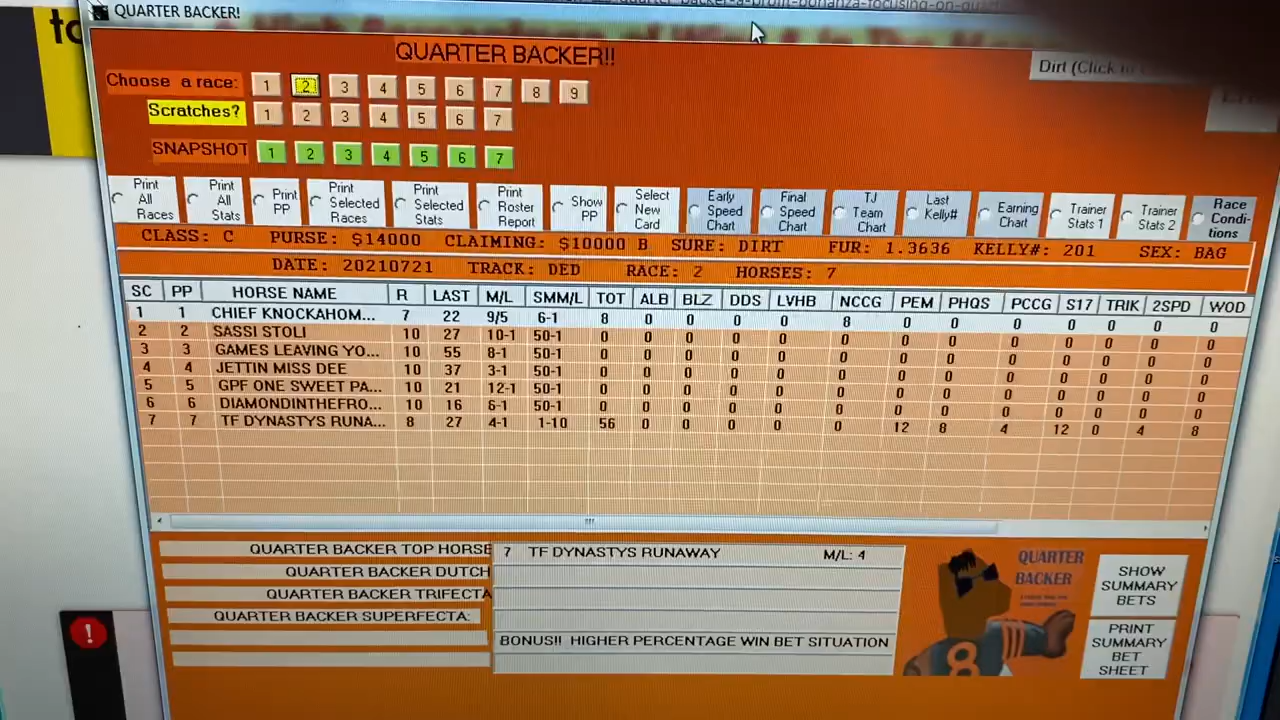 QUARTER BACKER!
QUARTER BACKER!!
Dirt (Click to
Choose a race: 1 2 3 4 5 6 7 8 9
Scratches? 1 2 3 4 5 6 7
SNAPSHOT 1 2 3 4 5 6 7
Print All Races
Print All Stats
Print PP
Print Selected Races
Print Selected Stats
Print Roster Report
Show PP
Select New Card
Early Speed Chart
Final Speed Chart
TJ Team Chart
Last Kelly#
Earning Chart
Trainer Stats 1
Trainer Stats 2
Race Condi- tions
CLASS: C PURSE: $14000 CLAIMING: $10000 B SURE: DIRT FUR: 1.3636 KELLY#: 201 SEX: BAG
DATE: 20210721 TRACK: DED RACE: 2 HORSES: 7
SC PP HORSE NAME R LAST M/L SMM/L TOT ALB BLZ DDS LVHB NCCG PEM PHQS PCCG S17 TRIK 2SPD WOD
1 1 CHIEF KNOCKAHOM... 7 22 9/5 6-1 8 0 0 0 0 8 0 0 0 0 0 0 0
2 2 SASSI STOLI 10 27 10-1 50-1 0 0 0 0 0 0 0 0 0 0 0 0 0
3 3 GAMES LEAVING YO... 10 55 8-1 50-1 0 0 0 0 0 0 0 0 0 0 0 0 0
4 4 JETTIN MISS DEE 10 37 3-1 50-1 0 0 0 0 0 0 0 0 0 0 0 0 0
5 5 GPF ONE SWEET PA... 10 21 12-1 50-1 0 0 0 0 0 0 0 0 0 0 0 0 0
6 6 DIAMONDINTHEFRO... 10 16 6-1 50-1 0 0 0 0 0 0 0 0 0 0 0 0 0
7 7 TF DYNASTYS RUNA... 8 27 4-1 1-10 56 0 0 0 0 0 12 8 4 12 0 4 8
QUARTER BACKER TOP HORSE 7 TF DYNASTYS RUNAWAY M/L: 4
QUARTER BACKER DUTCH
QUARTER BACKER TRIFECTA
QUARTER BACKER SUPERFECTA:
BONUS!! HIGHER PERCENTAGE WIN BET SITUATION
QUARTER
BACKER
8
SHOW
SUMMARY
BETS
PRINT
SUMMARY
BET
SHEET